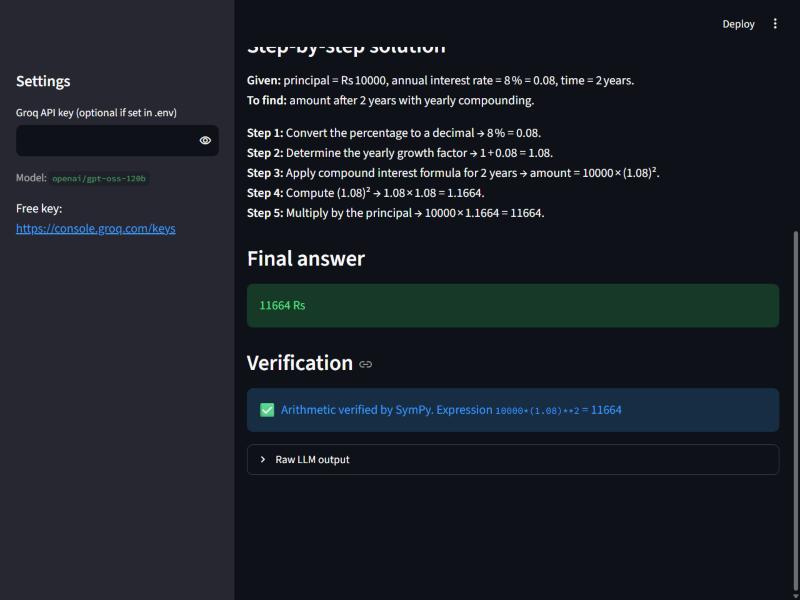 Deploy
Settings
Groq API key (optional if set in .env)
Model: openai/gpt-oss-120b
Free key:
https://console.groq.com/keys
Step-by-step solution
Given: principal = Rs 10000, annual interest rate = 8 % = 0.08, time = 2 years.
To find: amount after 2 years with yearly compounding.
Step 1: Convert the percentage to a decimal → 8 % = 0.08.
Step 2: Determine the yearly growth factor → 1 + 0.08 = 1.08.
Step 3: Apply compound interest formula for 2 years → amount = 10000 × (1.08)².
Step 4: Compute (1.08)² → 1.08 × 1.08 = 1.1664.
Step 5: Multiply by the principal → 10000 × 1.1664 = 11664.
Final answer
11664 Rs
Verification
Arithmetic verified by SymPy. Expression 10000*(1.08)**2 = 11664
Raw LLM output